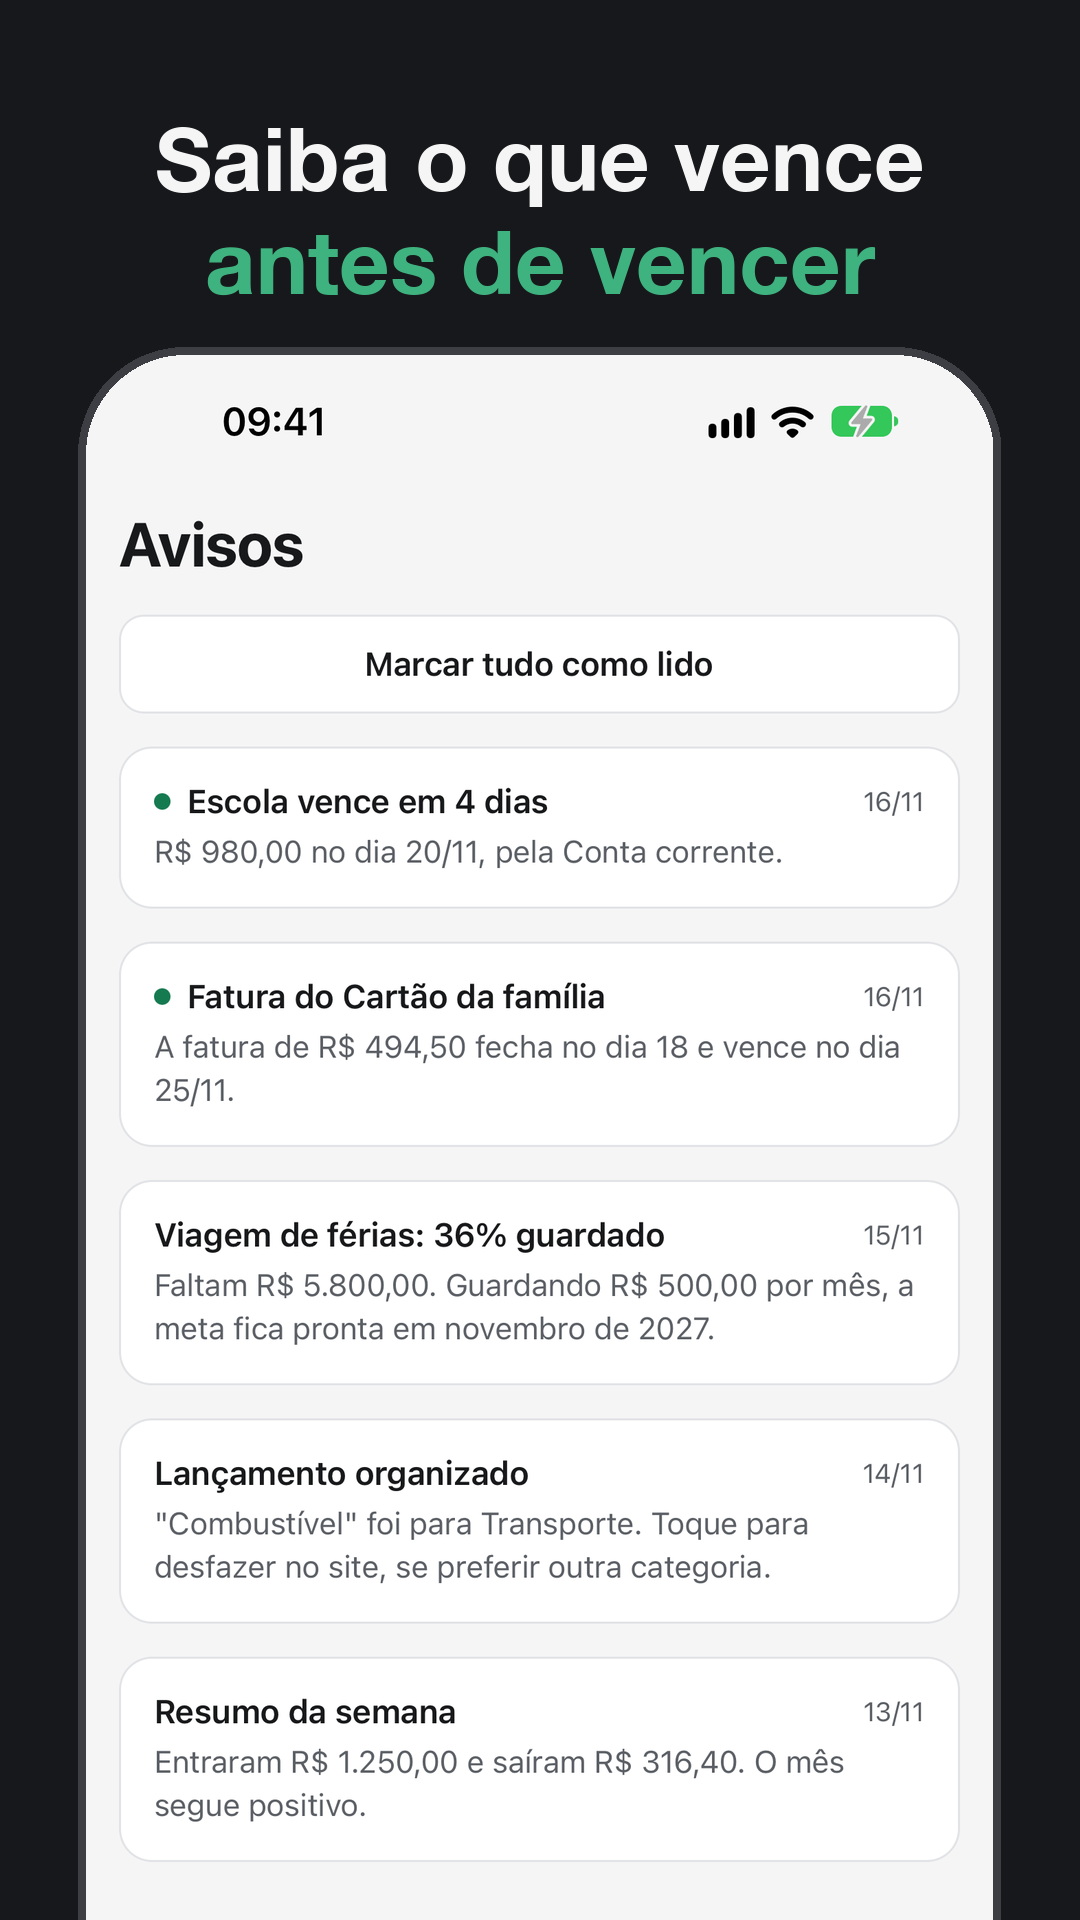 Saiba o que vence
antes de vencer
09:41
Avisos
Marcar tudo como lido
Escola vence em 4 dias 16/11
R$ 980,00 no dia 20/11, pela Conta corrente.
Fatura do Cartão da família 16/11
A fatura de R$ 494,50 fecha no dia 18 e vence no dia
25/11.
Viagem de férias: 36% guardado 15/11
Faltam R$ 5.800,00. Guardando R$ 500,00 por mês, a
meta fica pronta em novembro de 2027.
Lançamento organizado 14/11
"Combustível" foi para Transporte. Toque para
desfazer no site, se preferir outra categoria.
Resumo da semana 13/11
Entraram R$ 1.250,00 e saíram R$ 316,40. O mês
segue positivo.